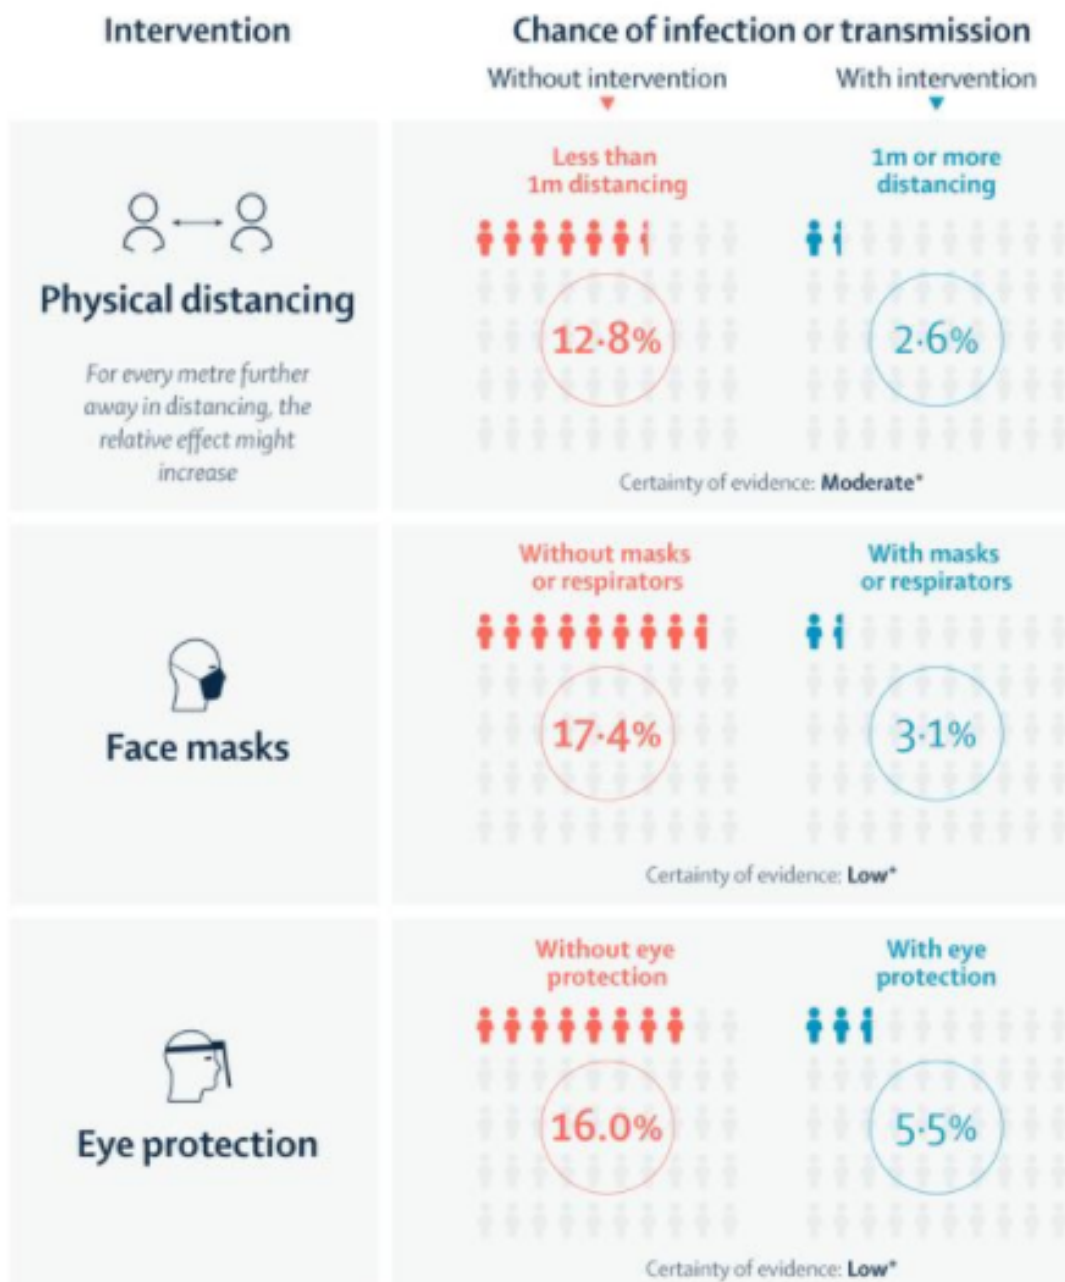 Intervention
Chance of infection or transmission
Without intervention
With intervention
Physical distancing
For every metre further
away in distancing, the
relative effect might
increase
Less than
1m distancing
12·8%
1m or more
distancing
2·6%
Certainty of evidence: Moderate*
Face masks
Without masks
or respirators
17·4%
With masks
or respirators
3·1%
Certainty of evidence: Low*
Eye protection
Without eye
protection
16.0%
With eye
protection
5·5%
Certainty of evidence: Low*